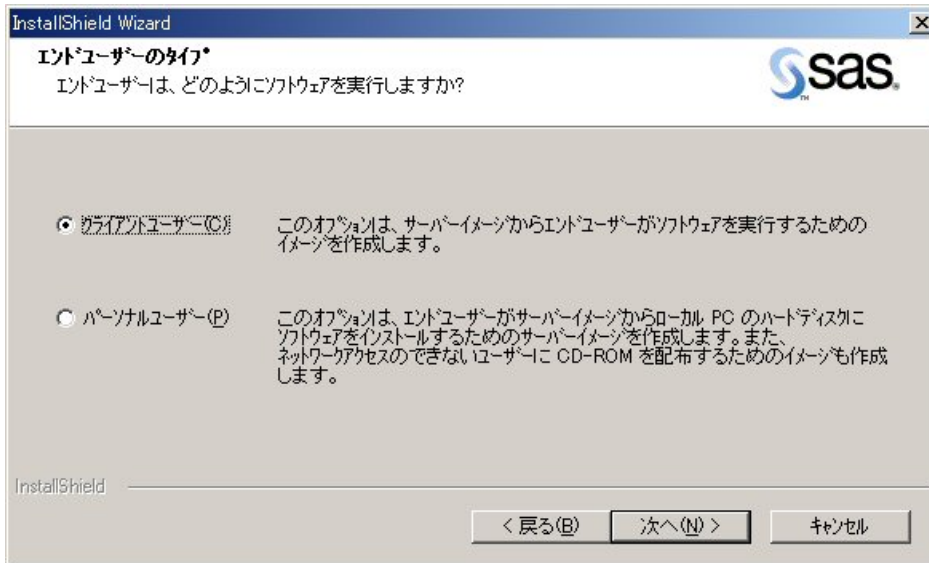 InstallShield Wizard
エンドユーザーのタイプ
エンドユーザーは、どのようにソフトウェアを実行しますか?
sas
TM
クライアントユーザー(C)
このオプションは、サーバーイメージからエンドユーザーがソフトウェアを実行するための
イメージを作成します。
パーソナルユーザー(P)
このオプションは、エンドユーザーがサーバーイメージからローカル PC のハードディスクに
ソフトウェアをインストールするためのサーバーイメージを作成します。また、
ネットワークアクセスのできないユーザーに CD-ROM を配布するためのイメージも作成
します。
InstallShield
< 戻る(B)
次へ(N) >
キャンセル